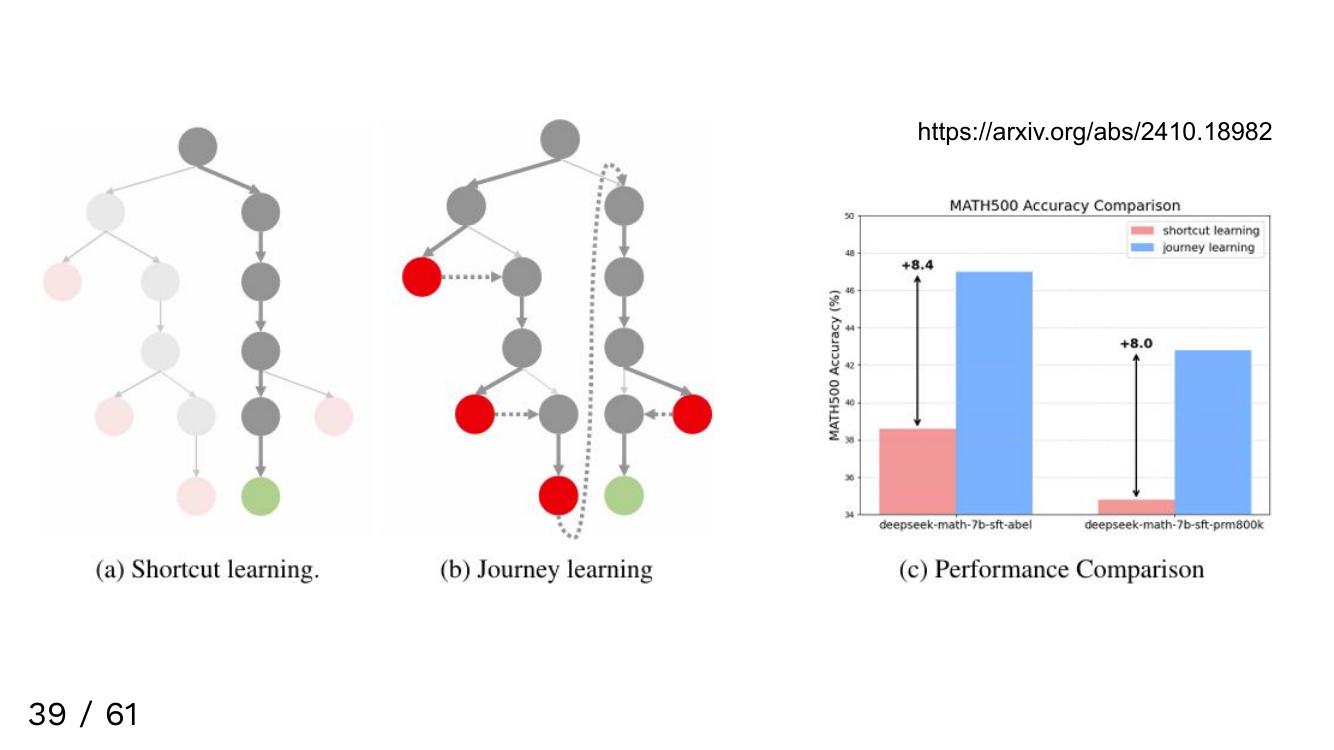 https://arxiv.org/abs/2410.18982
MATH500 Accuracy Comparison
shortcut learning
journey learning
MATH500 Accuracy (%)
50
48
46
44
42
40
38
36
34
+8.4
+8.0
deepseek-math-7b-sft-abel
deepseek-math-7b-sft-prm800k
(a) Shortcut learning.
(b) Journey learning
(c) Performance Comparison
39 / 61